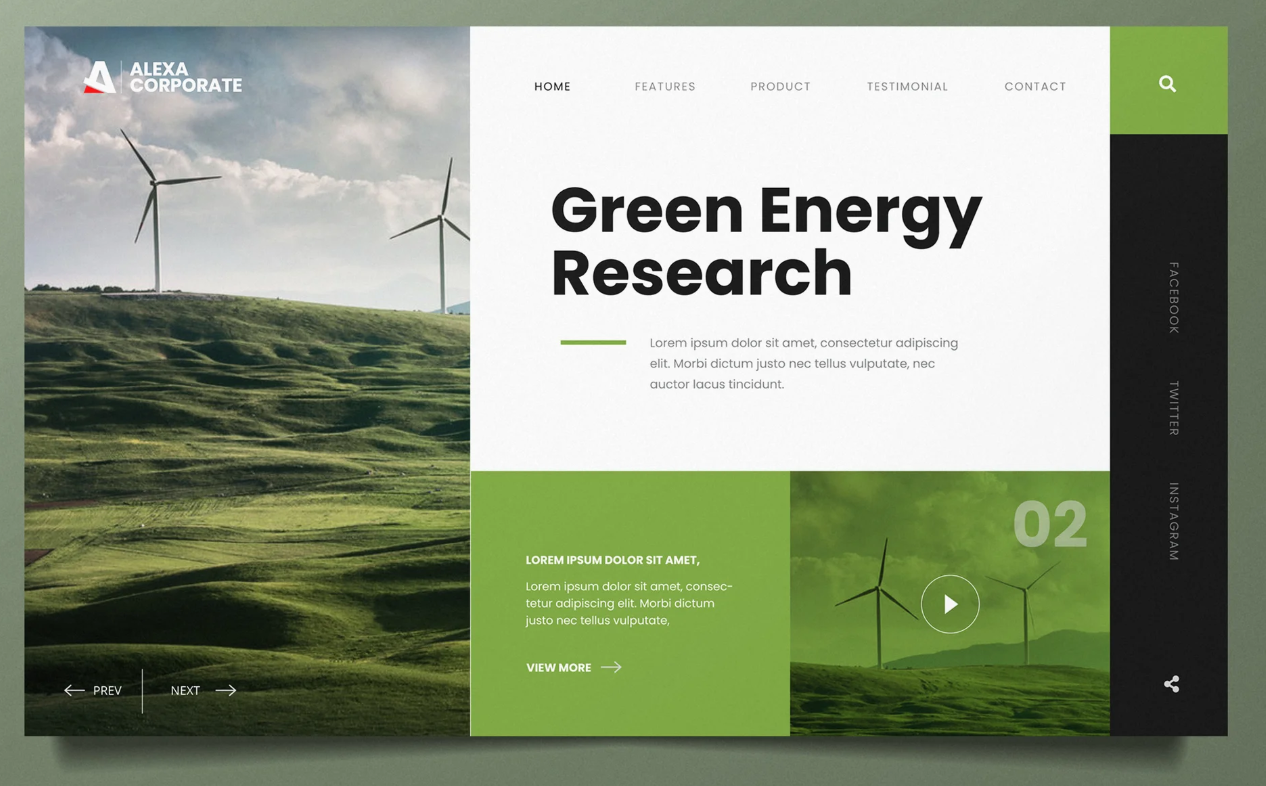 ALEXA
CORPORATE
HOME
FEATURES
PRODUCT
TESTIMONIAL
CONTACT
Green Energy
Research
Lorem ipsum dolor sit amet, consectetur adipiscing
elit. Morbi dictum justo nec tellus vulputate, nec
auctor lacus tincidunt.
FACEBOOK
TWITTER
INSTAGRAM
LOREM IPSUM DOLOR SIT AMET,
Lorem ipsum dolor sit amet, consec-
tetur adipiscing elit. Morbi dictum
justo nec tellus vulputate,
VIEW MORE
02
PREV
NEXT